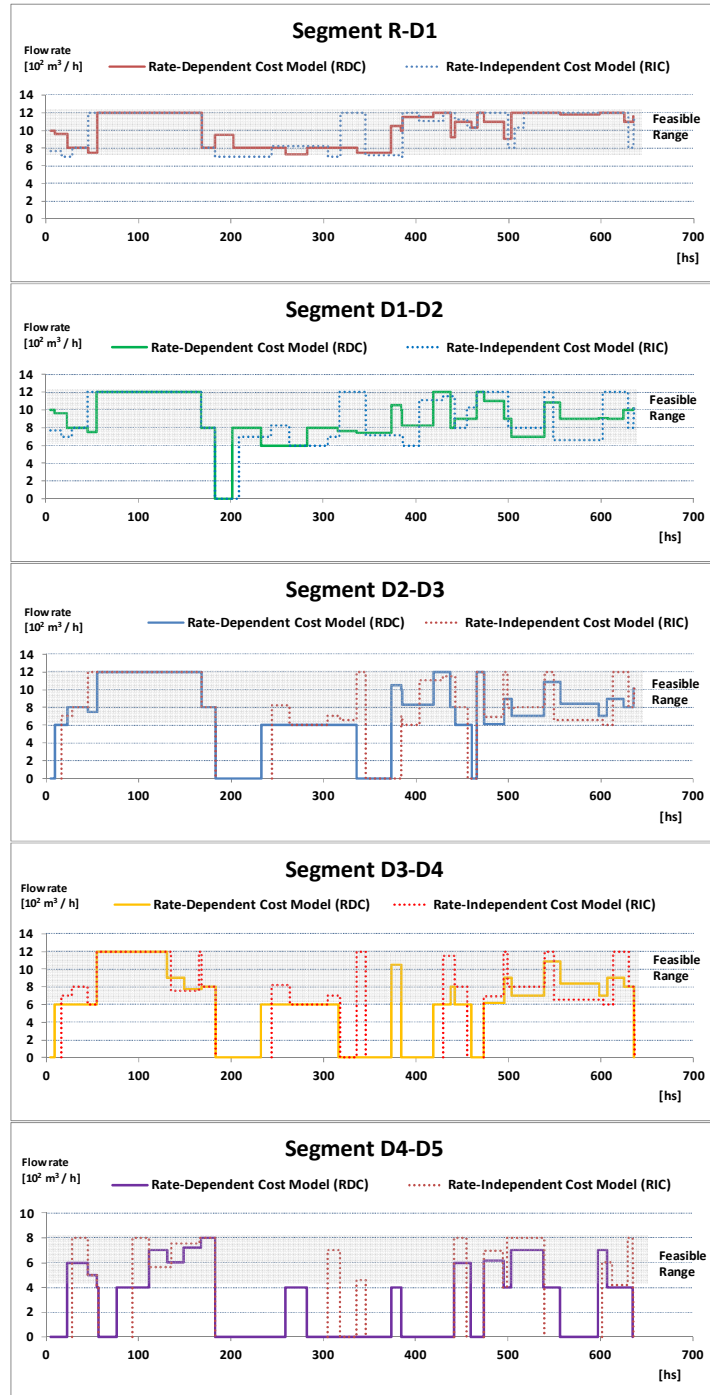 Segment R-D1
Flow rate
[10² m³ / h]
Rate-Dependent Cost Model (RDC)
Rate-Independent Cost Model (RIC)
14
12
10
8
6
4
2
0
Feasible
Range
0 100 200 300 400 500 600 700
[hs]
Segment D1-D2
Flow rate
[10² m³ / h]
Rate-Dependent Cost Model (RDC)
Rate-Independent Cost Model (RIC)
14
12
10
8
6
4
2
0
Feasible
Range
0 100 200 300 400 500 600 700
[hs]
Segment D2-D3
Flow rate
[10² m³ / h]
Rate-Dependent Cost Model (RDC)
Rate-Independent Cost Model (RIC)
14
12
10
8
6
4
2
0
Feasible
Range
0 100 200 300 400 500 600 700
[hs]
Segment D3-D4
Flow rate
[10² m³ / h]
Rate-Dependent Cost Model (RDC)
Rate-Independent Cost Model (RIC)
14
12
10
8
6
4
2
0
Feasible
Range
0 100 200 300 400 500 600 700
[hs]
Segment D4-D5
Flow rate
[10² m³ / h]
Rate-Dependent Cost Model (RDC)
Rate-Independent Cost Model (RIC)
10
8
6
4
2
0
Feasible
Range
0 100 200 300 400 500 600 700
[hs]